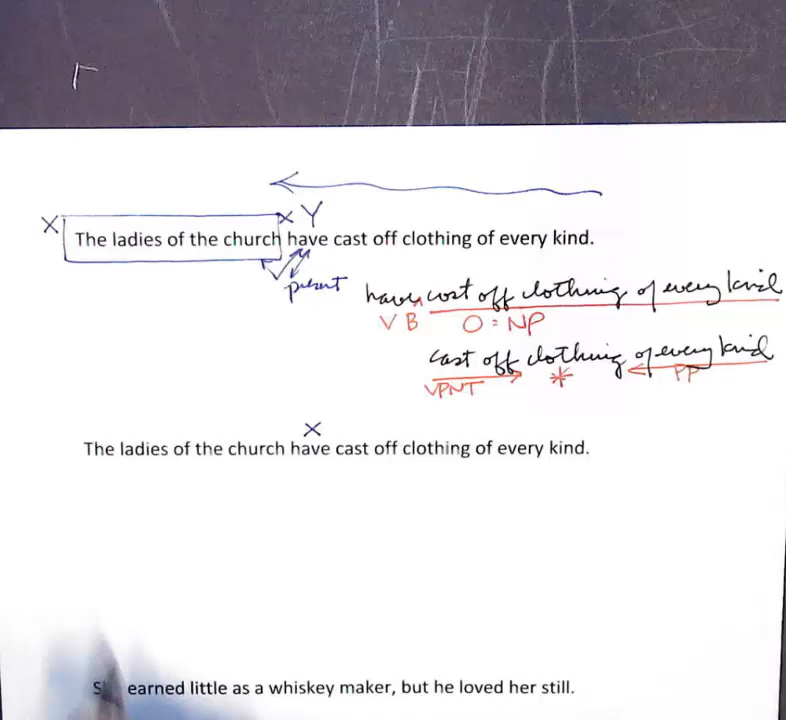 X Y
X The ladies of the church have cast off clothing of every kind.
present
have cast off clothing of every kind
VB O = NP
cast off clothing of every kind
VPNT * PP
X
The ladies of the church have cast off clothing of every kind.
earned little as a whiskey maker, but he loved her still.